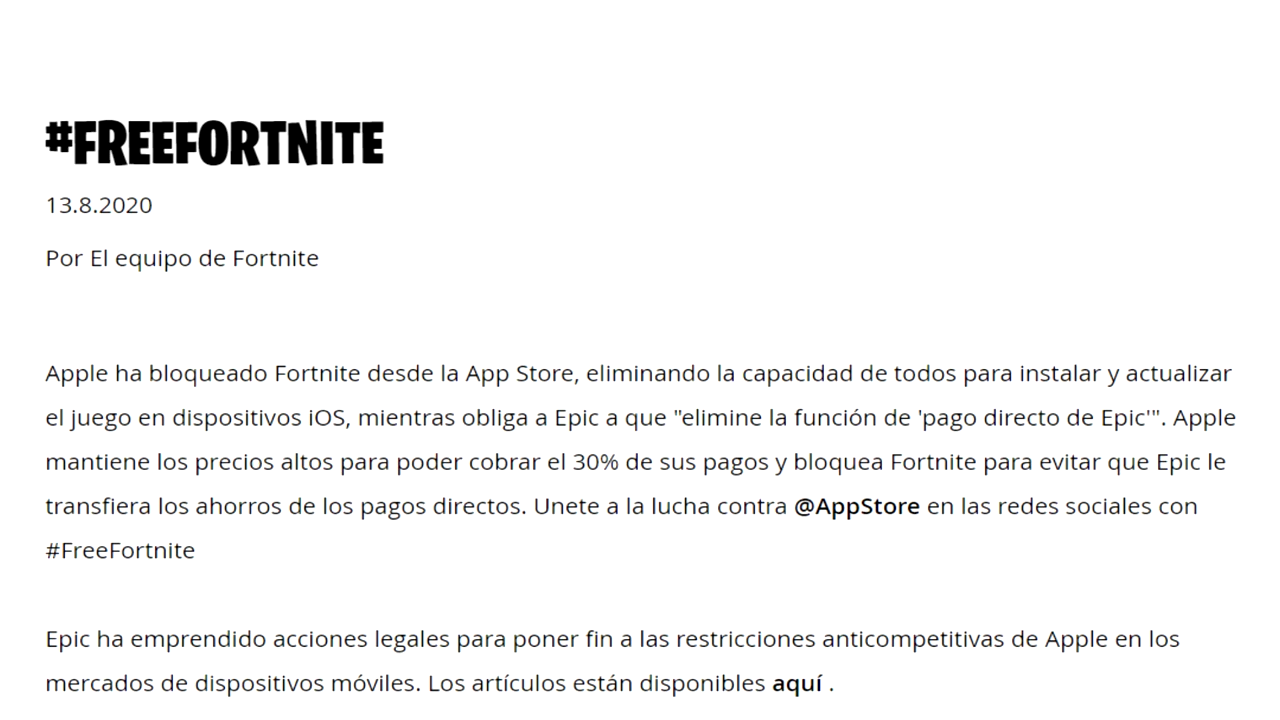 #FREEFORTNITE
13.8.2020
Por El equipo de Fortnite
Apple ha bloqueado Fortnite desde la App Store, eliminando la capacidad de todos para instalar y actualizar
el juego en dispositivos iOS, mientras obliga a Epic a que "elimine la función de 'pago directo de Epic'". Apple
mantiene los precios altos para poder cobrar el 30% de sus pagos y bloquea Fortnite para evitar que Epic le
transfiera los ahorros de los pagos directos. Unete a la lucha contra @AppStore en las redes sociales con
#FreeFortnite
Epic ha emprendido acciones legales para poner fin a las restricciones anticompetitivas de Apple en los
mercados de dispositivos móviles. Los artículos están disponibles aquí .